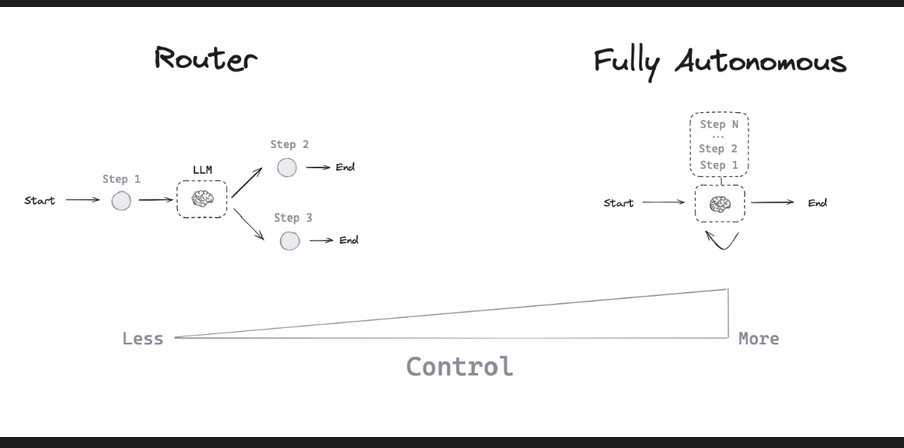 Router
Fully Autonomous
Start
Step 1
LLM
Step 2
End
Step 3
End
Step N
...
Step 2
Step 1
Start
End
Less
More
Control